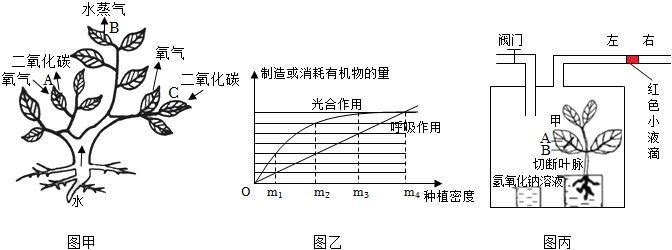 水蒸气
B
二氧化碳
氧气
A
氧气
二氧化碳
C
水
图甲
制造或消耗有机物的量
光合作用
呼吸作用
O
m1
m2
m3
m4
种植密度
图乙
阀门
左
右
红色小液滴
甲
A
B
切断叶脉
氢氧化钠溶液
图丙